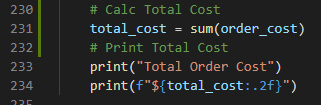 230 # Calc Total Cost
231 total_cost = sum(order_cost)
232 # Print Total Cost
233 print("Total Order Cost")
234 print(f"${total_cost:.2f}")
235